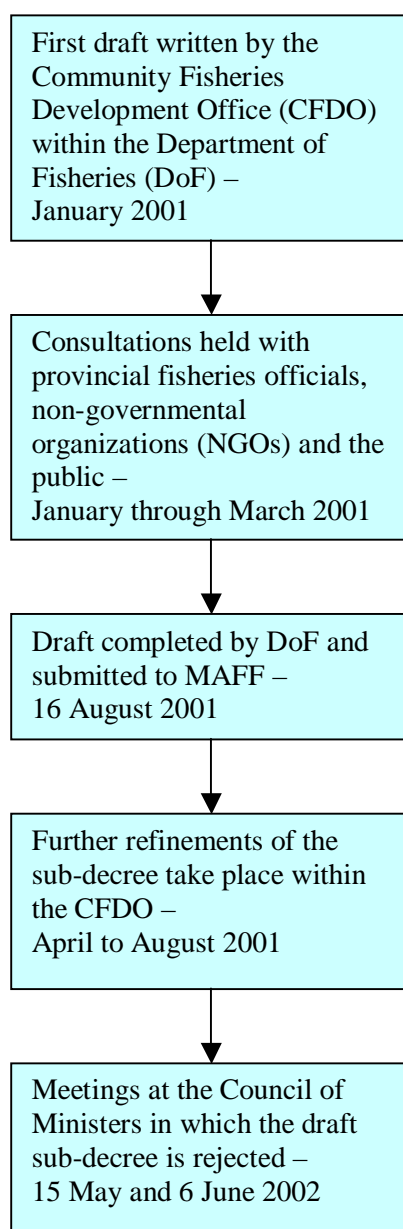 First draft written by the
Community Fisheries
Development Office (CFDO)
within the Department of
Fisheries (DoF) –
January 2001
Consultations held with
provincial fisheries officials,
non-governmental
organizations (NGOs) and the
public –
January through March 2001
Draft completed by DoF and
submitted to MAFF –
16 August 2001
Further refinements of the
sub-decree take place within
the CFDO –
April to August 2001
Meetings at the Council of
Ministers in which the draft
sub-decree is rejected –
15 May and 6 June 2002